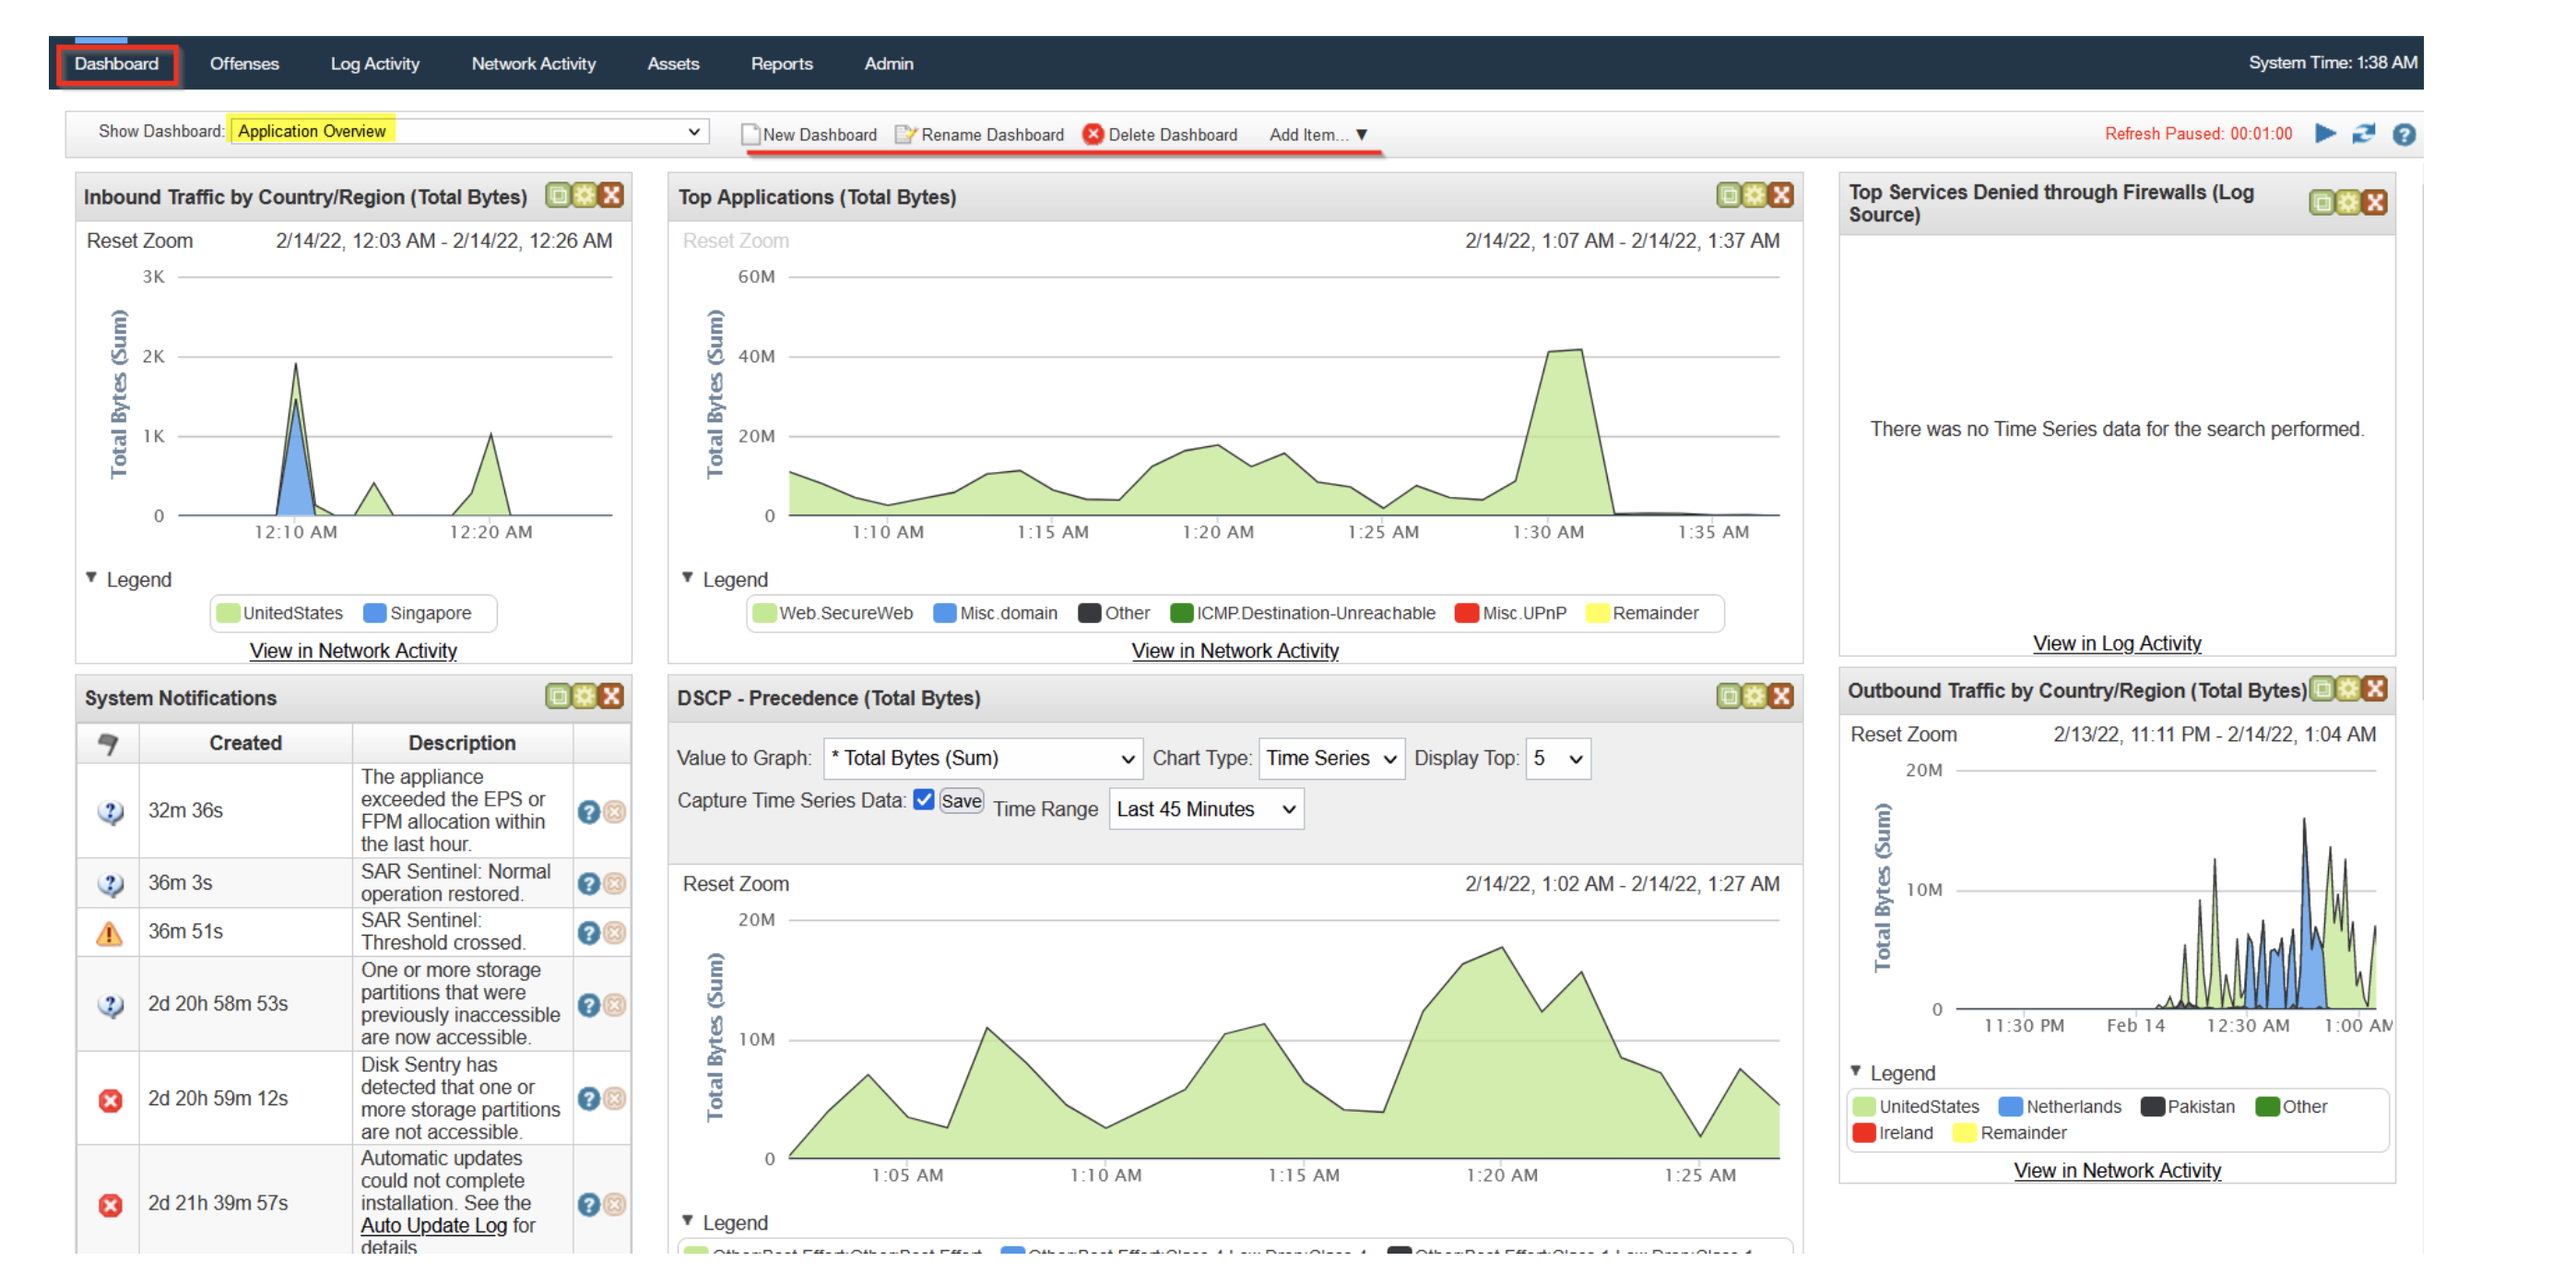 Dashboard Offenses Log Activity Network Activity Assets Reports Admin System Time: 1:38 AM
Show Dashboard: Application Overview New Dashboard Rename Dashboard Delete Dashboard Add Item... ▼ Refresh Paused: 00:01:00
Inbound Traffic by Country/Region (Total Bytes)
Reset Zoom 2/14/22, 12:03 AM - 2/14/22, 12:26 AM
3K
2K
1K
0
Total Bytes (Sum)
12:10 AM 12:20 AM
Legend
UnitedStates Singapore
View in Network Activity
Top Applications (Total Bytes)
Reset Zoom 2/14/22, 1:07 AM - 2/14/22, 1:37 AM
60M
40M
20M
0
Total Bytes (Sum)
1:10 AM 1:15 AM 1:20 AM 1:25 AM 1:30 AM 1:35 AM
Legend
Web.SecureWeb Misc.domain Other ICMP.Destination-Unreachable Misc.UPnP Remainder
View in Network Activity
Top Services Denied through Firewalls (Log
Source)
There was no Time Series data for the search performed.
View in Log Activity
System Notifications
Created Description
32m 36s
The appliance
exceeded the EPS or
FPM allocation within
the last hour.
36m 3s
SAR Sentinel: Normal
operation restored.
36m 51s
SAR Sentinel:
Threshold crossed.
2d 20h 58m 53s
One or more storage
partitions that were
previously inaccessible
are now accessible.
2d 20h 59m 12s
Disk Sentry has
detected that one or
more storage partitions
are not accessible.
2d 21h 39m 57s
Automatic updates
could not complete
installation. See the
Auto Update Log for
details
DSCP - Precedence (Total Bytes)
Value to Graph: * Total Bytes (Sum) Chart Type: Time Series Display Top: 5
Capture Time Series Data: Save Time Range Last 45 Minutes
Reset Zoom 2/14/22, 1:02 AM - 2/14/22, 1:27 AM
20M
10M
0
Total Bytes (Sum)
1:05 AM 1:10 AM 1:15 AM 1:20 AM 1:25 AM
Legend
Outbound Traffic by Country/Region (Total Bytes)
Reset Zoom 2/13/22, 11:11 PM - 2/14/22, 1:04 AM
20M
10M
0
Total Bytes (Sum)
11:30 PM Feb 14 12:30 AM 1:00 AM
Legend
UnitedStates Netherlands Pakistan Other
Ireland Remainder
View in Network Activity